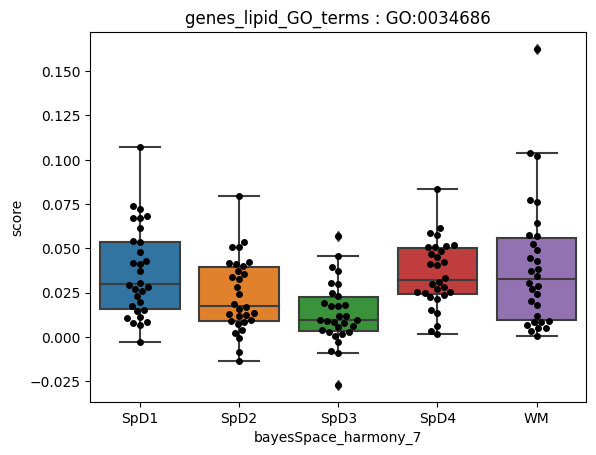 genes_lipid_GO_terms : GO:0034686
0.150
0.125
0.100
0.075
0.050
0.025
0.000
−0.025
score
SpD1 SpD2 SpD3 SpD4 WM
bayesSpace_harmony_7